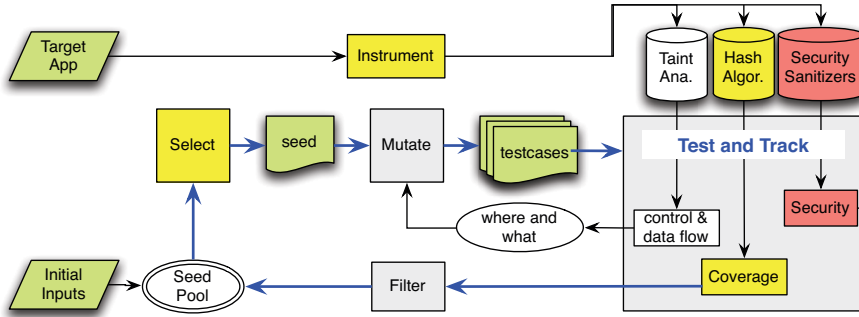 Target
App
Instrument
Taint
Ana.
Hash
Algor.
Security
Sanitizers
Select
seed
Mutate
testcases
Test and Track
where and
what
control &
data flow
Security
Initial
Inputs
Seed
Pool
Filter
Coverage